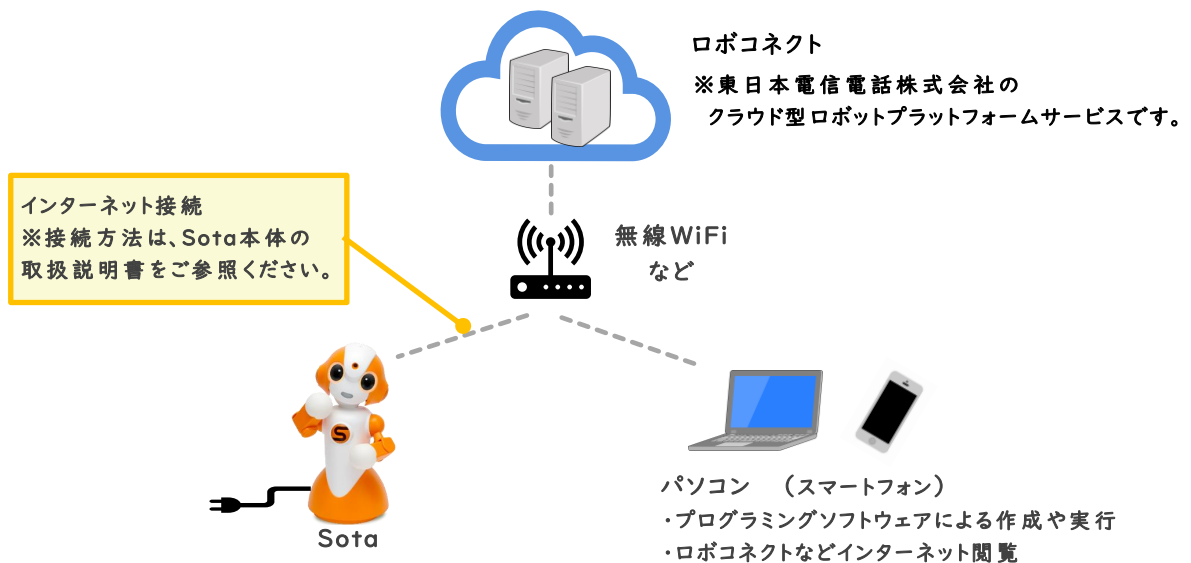 ロボコネクト
※東日本電信電話株式会社の
クラウド型ロボットプラットフォームサービスです。
インターネット接続
※接続方法は、Sota本体の
取扱説明書をご参照ください。
無線WiFi
など
S
Sota
パソコン　（スマートフォン）
・プログラミングソフトウェアによる作成や実行
・ロボコネクトなどインターネット閲覧